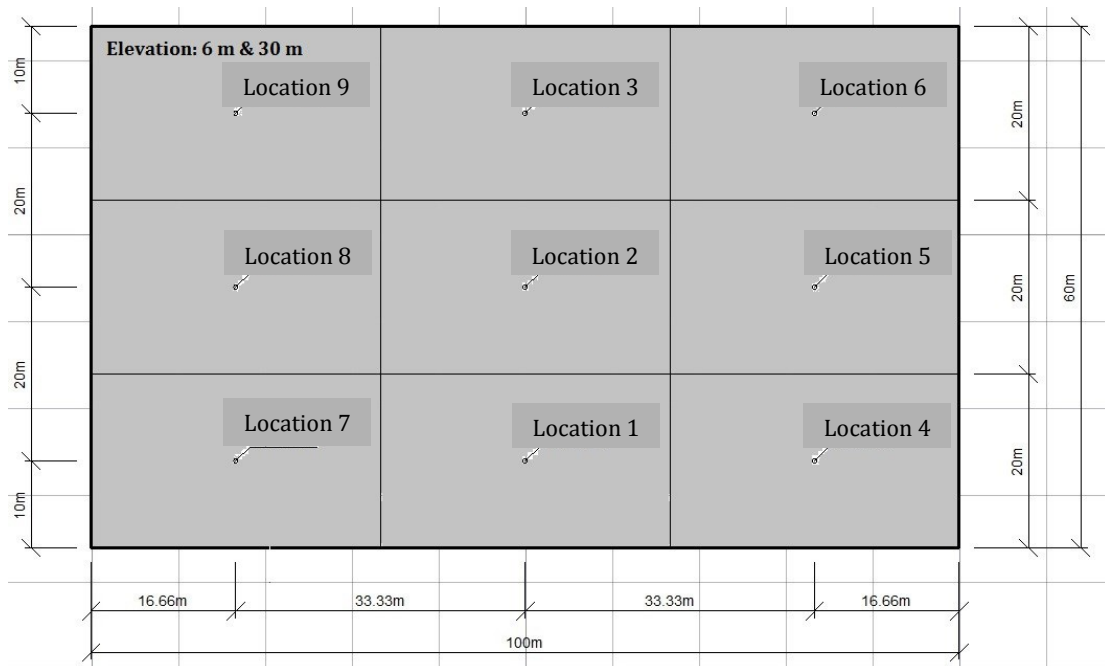 Elevation: 6 m & 30 m
10m
Location 9
Location 3
Location 6
20m
20m
Location 8
Location 2
Location 5
20m
60m
20m
Location 7
Location 1
Location 4
20m
10m
16.66m
33.33m
33.33m
16.66m
100m